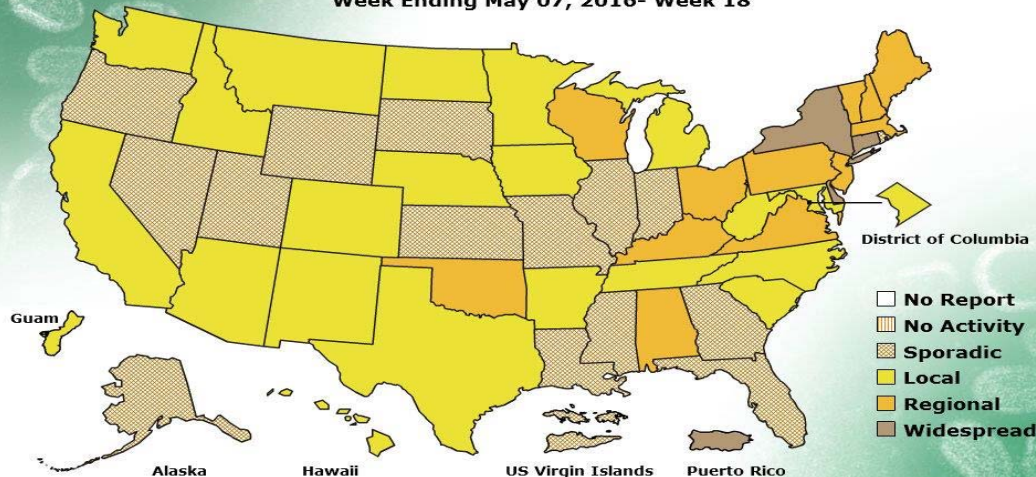 Week Ending May 07, 2016- Week 18
District of Columbia
No Report
No Activity
Sporadic
Local
Regional
Widespread
Guam
Alaska
Hawaii
US Virgin Islands
Puerto Rico